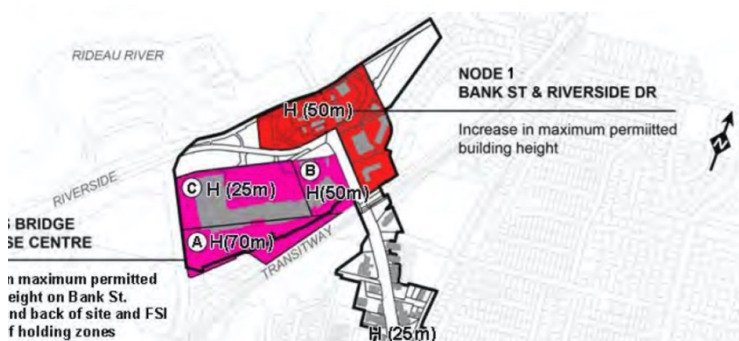 RIDEAU RIVER
NODE 1
BANK ST & RIVERSIDE DR
H (50m)
Increase in maximum permiitted
building height
N
B
C H (25m)
H(50m)
RIVERSIDE
S BRIDGE
SE CENTRE
A H(70m)
TRANSITWAY
n maximum permitted
eight on Bank St.
nd back of site and FSI
f holding zones
H (25m)